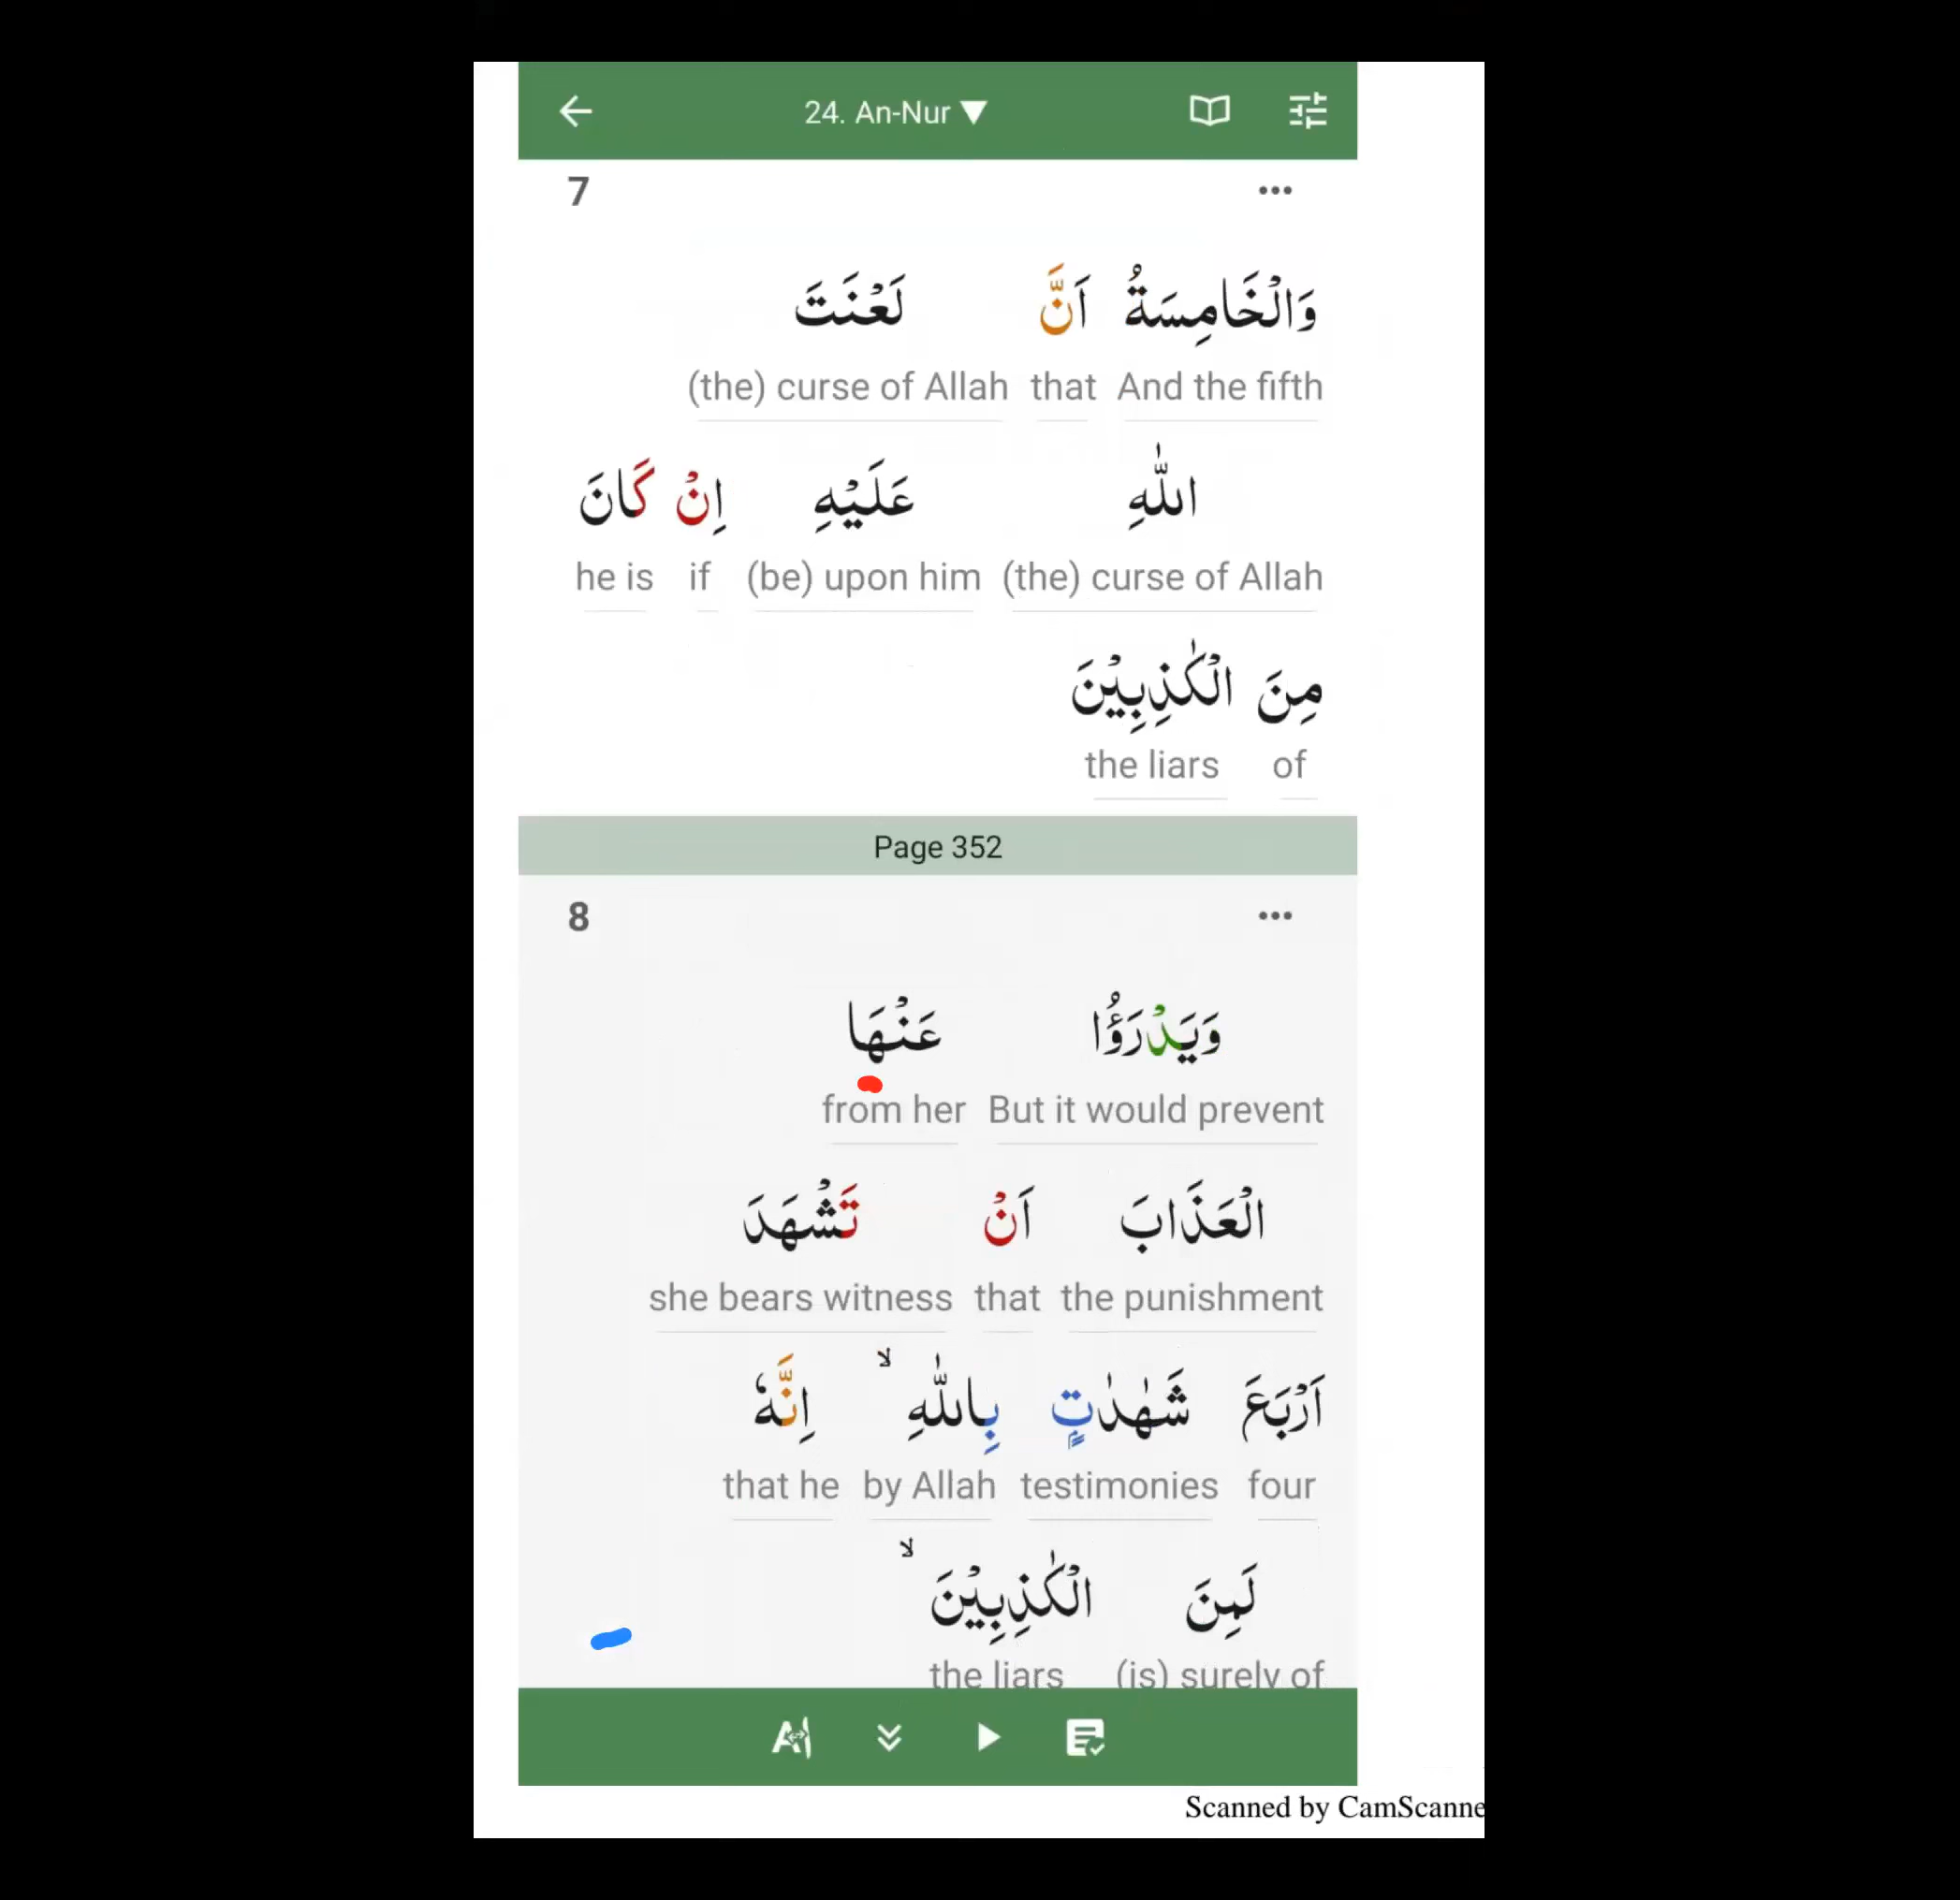 24. An-Nur
7
وَالْخَامِسَةُ اَنَّ لَعْنَتَ
(the) curse of Allah that And the fifth
اللّٰهِ عَلَيْهِ اِنْ كَانَ
he is if (be) upon him (the) curse of Allah
مِنَ الْكٰذِبِيْنَ
the liars of
Page 352
8
وَيَدْرَؤُا عَنْهَا
from her But it would prevent
الْعَذَابَ اَنْ تَشْهَدَ
she bears witness that the punishment
اَرْبَعَ شَهٰدٰتٍۭ بِاللّٰهِ ۙ اِنَّهٗ
that he by Allah testimonies four
لَمِنَ الْكٰذِبِيْنَ ۙ
the liars (is) surely of
Scanned by CamScanne